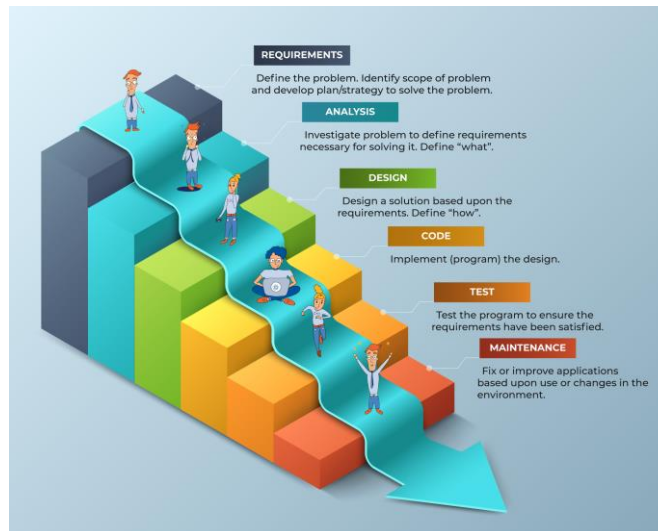 REQUIREMENTS
Define the problem. Identify scope of problem
and develop plan/strategy to solve the problem.
ANALYSIS
Investigate problem to define requirements
necessary for solving it. Define “what”.
DESIGN
Design a solution based upon the
requirements. Define “how”.
CODE
Implement (program) the design.
TEST
Test the program to ensure the
requirements have been satisfied.
MAINTENANCE
Fix or improve applications
based upon use or changes in the
environment.